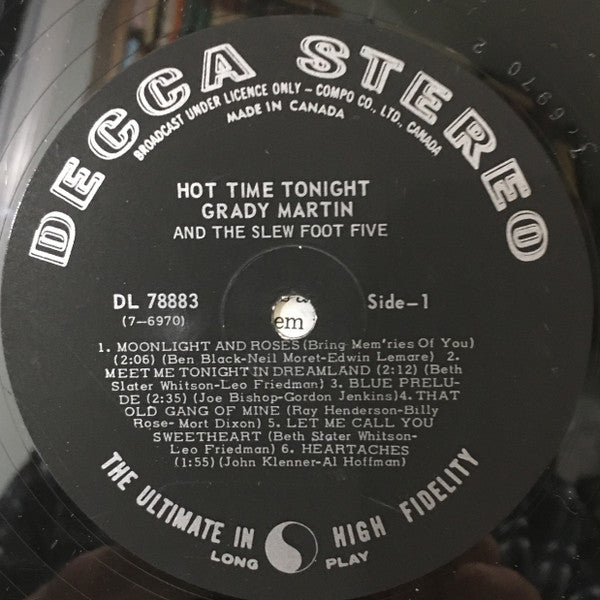 DECCA STEREO
BROADCAST UNDER LICENCE ONLY - COMPO CO., LTD., CANADA
MADE IN CANADA
HOT TIME TONIGHT
GRADY MARTIN
AND THE SLEW FOOT FIVE
DL 78883
Side-1
(7-6970)
em
1. MOONLIGHT AND ROSES (Bring Mem'ries Of You)
(2:06) (Ben Black-Neil Moret-Edwin Lemare) 2.
MEET ME TONIGHT IN DREAMLAND (2:12) (Beth
Slater Whitson-Leo Friedman) 3. BLUE PRELU-
DE (2:35) (Joe Bishop-Gordon Jenkins)4. THAT
OLD GANG OF MINE (Ray Henderson-Billy
Rose- Mort Dixon) 5. LET ME CALL YOU
SWEETHEART (Beth Slater Whitson-
Leo Friedman) 6. HEARTACHES
(1:55) (John Klenner-Al Hoffman)
THE ULTIMATE IN HIGH FIDELITY
LONG PLAY